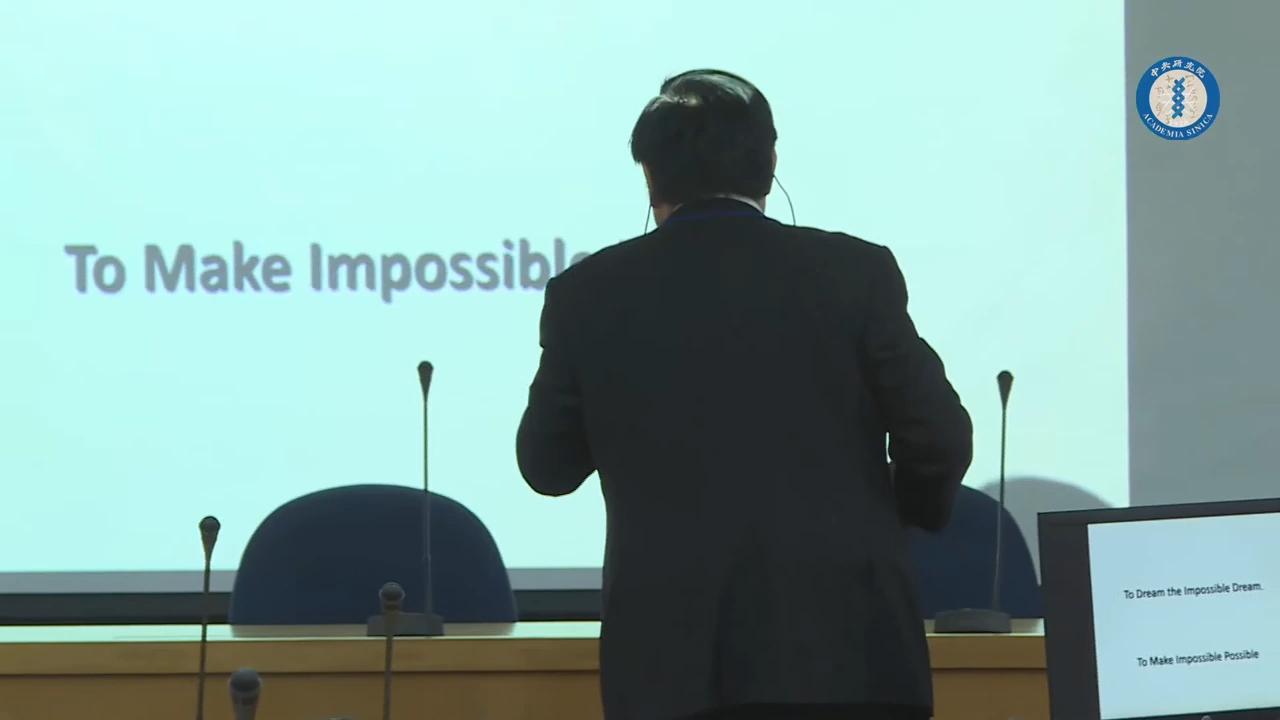 To Make Impossible
中央研究院
ACADEMIA SINICA
To Dream the Impossible Dream.
To Make Impossible Possible